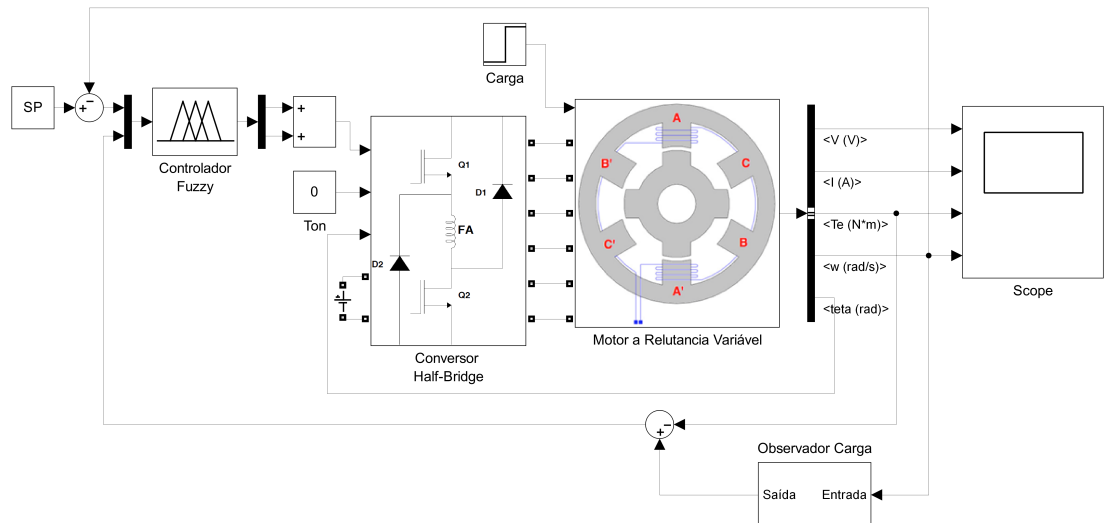 SP
+
−
Controlador
Fuzzy
+
+
0
Ton
Carga
Q1
D1
FA
D2
Q2
Conversor
Half-Bridge
A
B'
C
C'
B
A'
Motor a Relutancia Variável
<V (V)>
<I (A)>
<Te (N*m)>
<w (rad/s)>
<teta (rad)>
Scope
−
+
Observador Carga
Saída
Entrada